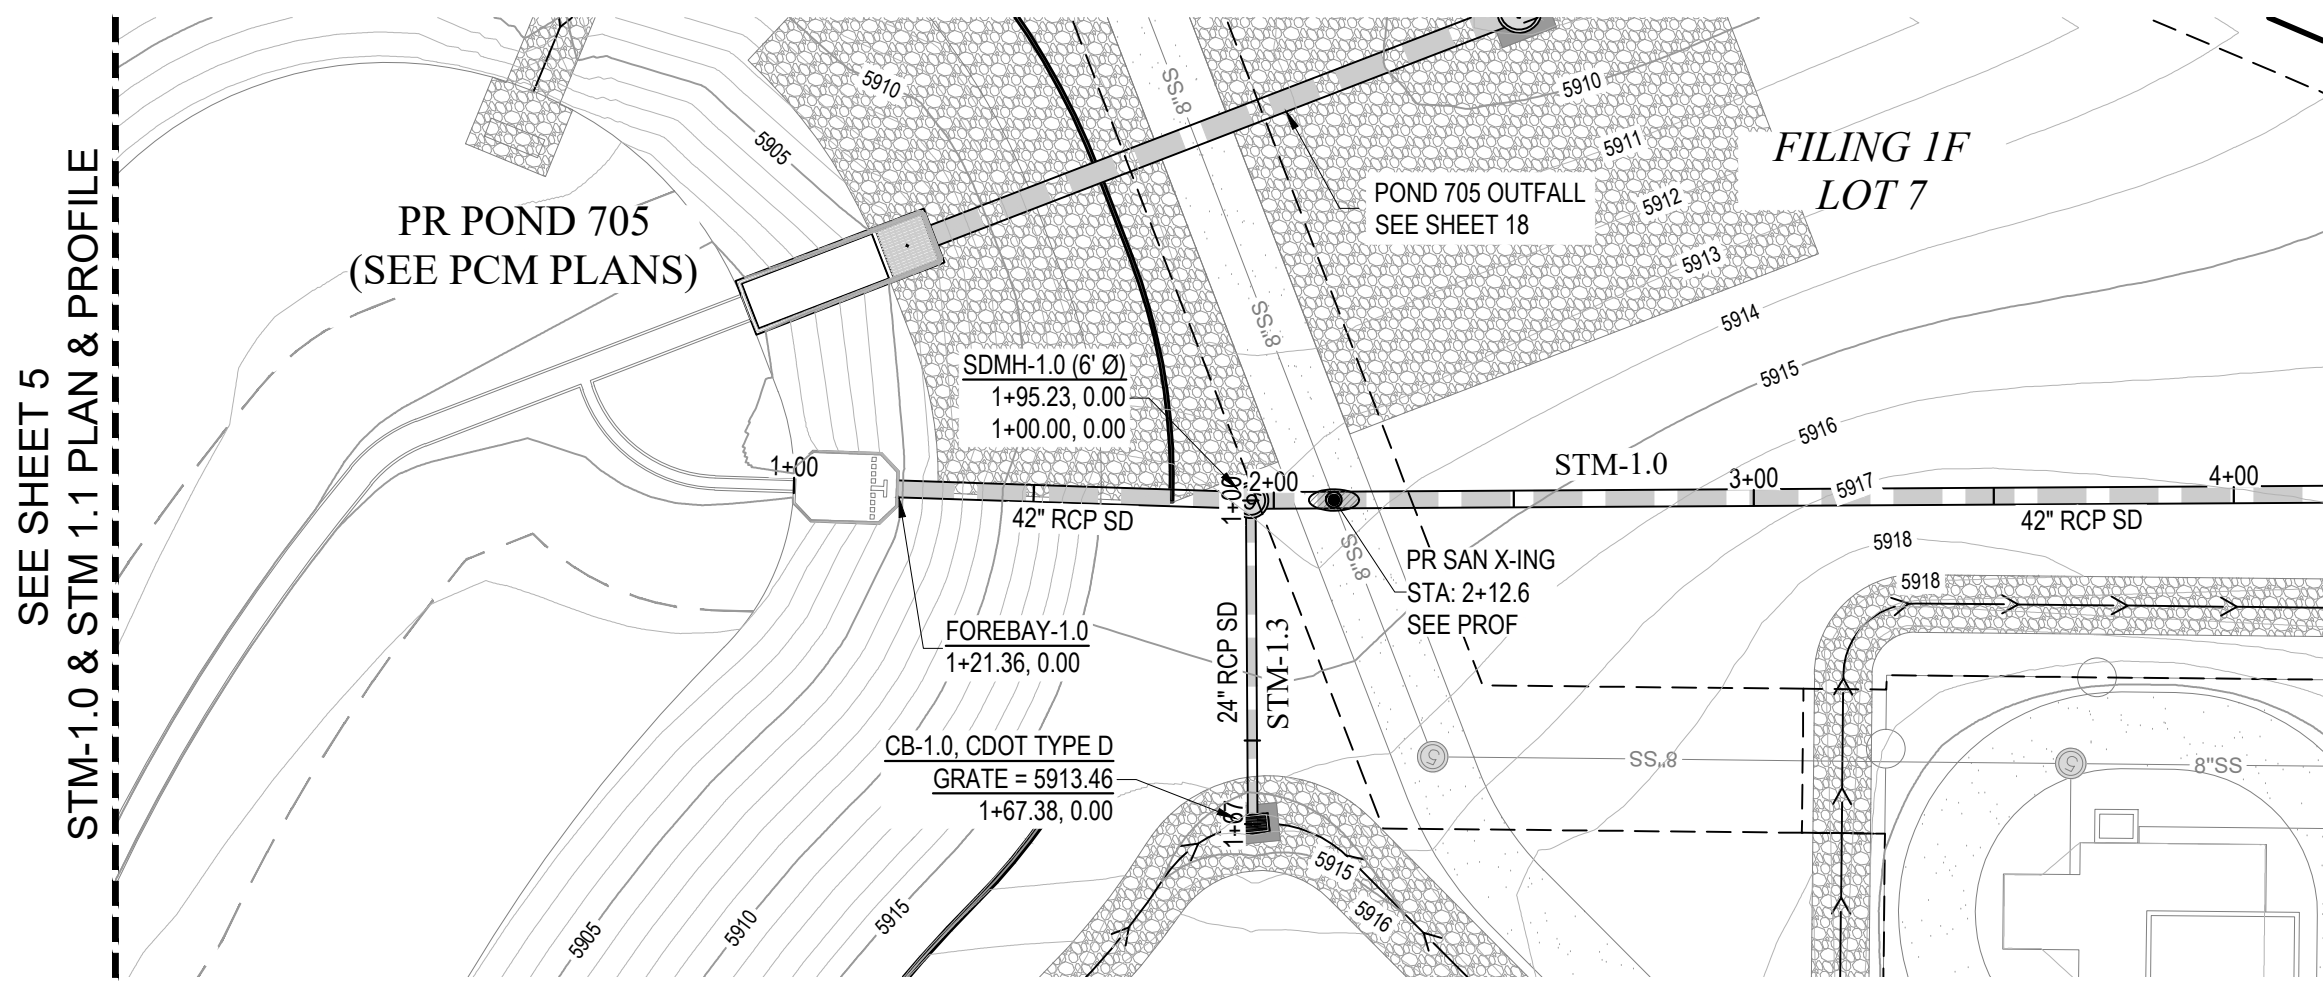 SEE SHEET 5
STM-1.0 & STM 1.1 PLAN & PROFILE
PR POND 705
(SEE PCM PLANS)
5905
5910
8"SS
5910
5911
5912
5913
FILING 1F
LOT 7
POND 705 OUTFALL
SEE SHEET 18
8"SS
5914
5915
5916
5917
SDMH-1.0 (6' Ø)
1+95.23, 0.00
1+00.00, 0.00
1+00
42" RCP SD
1+00
2+00
STM-1.0
3+00
4+00
42" RCP SD
8"SS
PR SAN X-ING
STA: 2+12.6
SEE PROF
5918
5918
FOREBAY-1.0
1+21.36, 0.00
24" RCP SD
STM-1.3
CB-1.0, CDOT TYPE D
GRATE = 5913.46
1+67.38, 0.00
1+67
8"SS
8"SS
5
5
5905
5910
5915
5915
5916